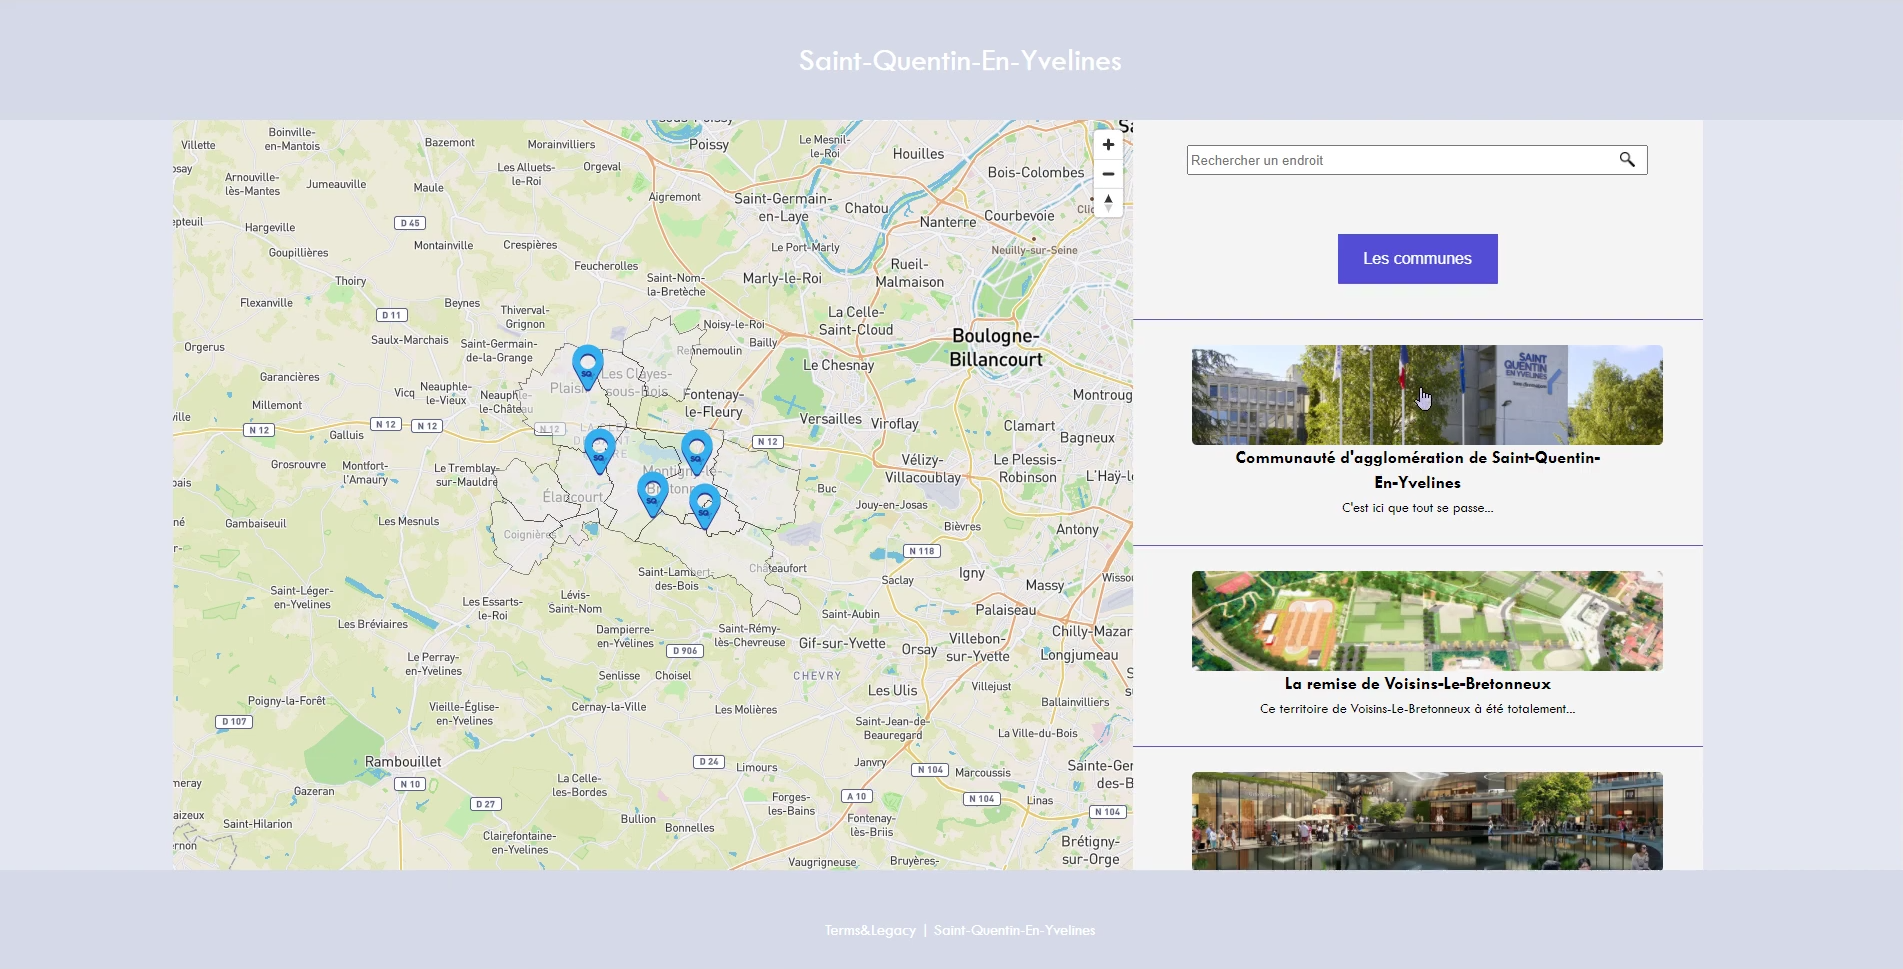 Saint-Quentin-En-Yvelines
Poissy
Villette
Boinville-
en-Mantois
Bazemont
Morainvilliers
Le Mesnil-
le-Roi
Houilles
Les Alluets-
le-Roi
Orgeval
Bois-Colombes
Arnouville-
lès-Mantes
Jumeauville
Maule
Aigremont
Saint-Germain-
en-Laye
Chatou
Nanterre
Courbevoie
D 45
Hargeville
Goupillières
Montainville
Crespières
Le Port-Marly
Neuilly-sur-Seine
Thoiry
Feucherolles
Saint-Nom-
la-Bretèche
Marly-le-Roi
Rueil-
Malmaison
Flexanville
Beynes
Thiverval-
Grignon
D 11
La Celle-
Saint-Cloud
Noisy-le-Roi
Bailly
Boulogne-
Billancourt
Orgerus
Saulx-Marchais
Saint-Germain-
de-la-Grange
Rennemoulin
Le Chesnay
Garancières
Millemont
Vicq
Neauphle-
le-Vieux
Neauphle-
le-Château
Plaisir
SQ
Les Clayes-
sous-Bois
Fontenay-
le-Fleury
Versailles
Viroflay
Montroug
N 12
Galluis
N 12
N 12
N 12
N 12
Clamart
Bagneux
Grosrouvre
Montfort-
l'Amaury
Le Tremblay-
sur-Mauldre
SQ
SQ
Vélizy-
Villacoublay
Le Plessis-
Robinson
L'Haÿ-l
Élancourt
SQ
SQ
Buc
Jouy-en-Josas
Gambaiseuil
Les Mesnuls
Coignières
Bièvres
Antony
N 118
Saint-Lambert-
des-Bois
Châteaufort
Saclay
Igny
Massy
Wissou
Saint-Léger-
en-Yvelines
Les Essarts-
le-Roi
Lévis-
Saint-Nom
Saint-Aubin
Palaiseau
Les Bréviaires
Dampierre-
en-Yvelines
Saint-Rémy-
lès-Chevreuse
Gif-sur-Yvette
Orsay
Villebon-
sur-Yvette
Chilly-Mazar
Longjumeau
D 906
Le Perray-
en-Yvelines
Senlisse
Choisel
CHEVRY
Les Ulis
Villejust
Poigny-la-Forêt
D 107
Vieille-Église-
en-Yvelines
Cernay-la-Ville
Les Molières
Saint-Jean-de-
Beauregard
Ballainvilliers
La Ville-du-Bois
Rambouillet
N 10
D 24
Limours
Janvry
N 104
Marcoussis
Gazeran
D 27
La Celle-
les-Bordes
Forges-
les-Bains
A 10
N 104
Linas
N 104
Saint-Hilarion
Clairefontaine-
en-Yvelines
Bullion
Bonnelles
Fontenay-
lès-Briis
Vaugrigneuse
Bruyères-
Brétigny-
sur-Orge
Rechercher un endroit
Les communes
SAINT
QUENTIN
EN YVELINES
Communauté d'agglomération de Saint-Quentin-
En-Yvelines
C'est ici que tout se passe...
La remise de Voisins-Le-Bretonneux
Ce territoire de Voisins-Le-Bretonneux à été totalement...
Terms&Legacy | Saint-Quentin-En-Yvelines